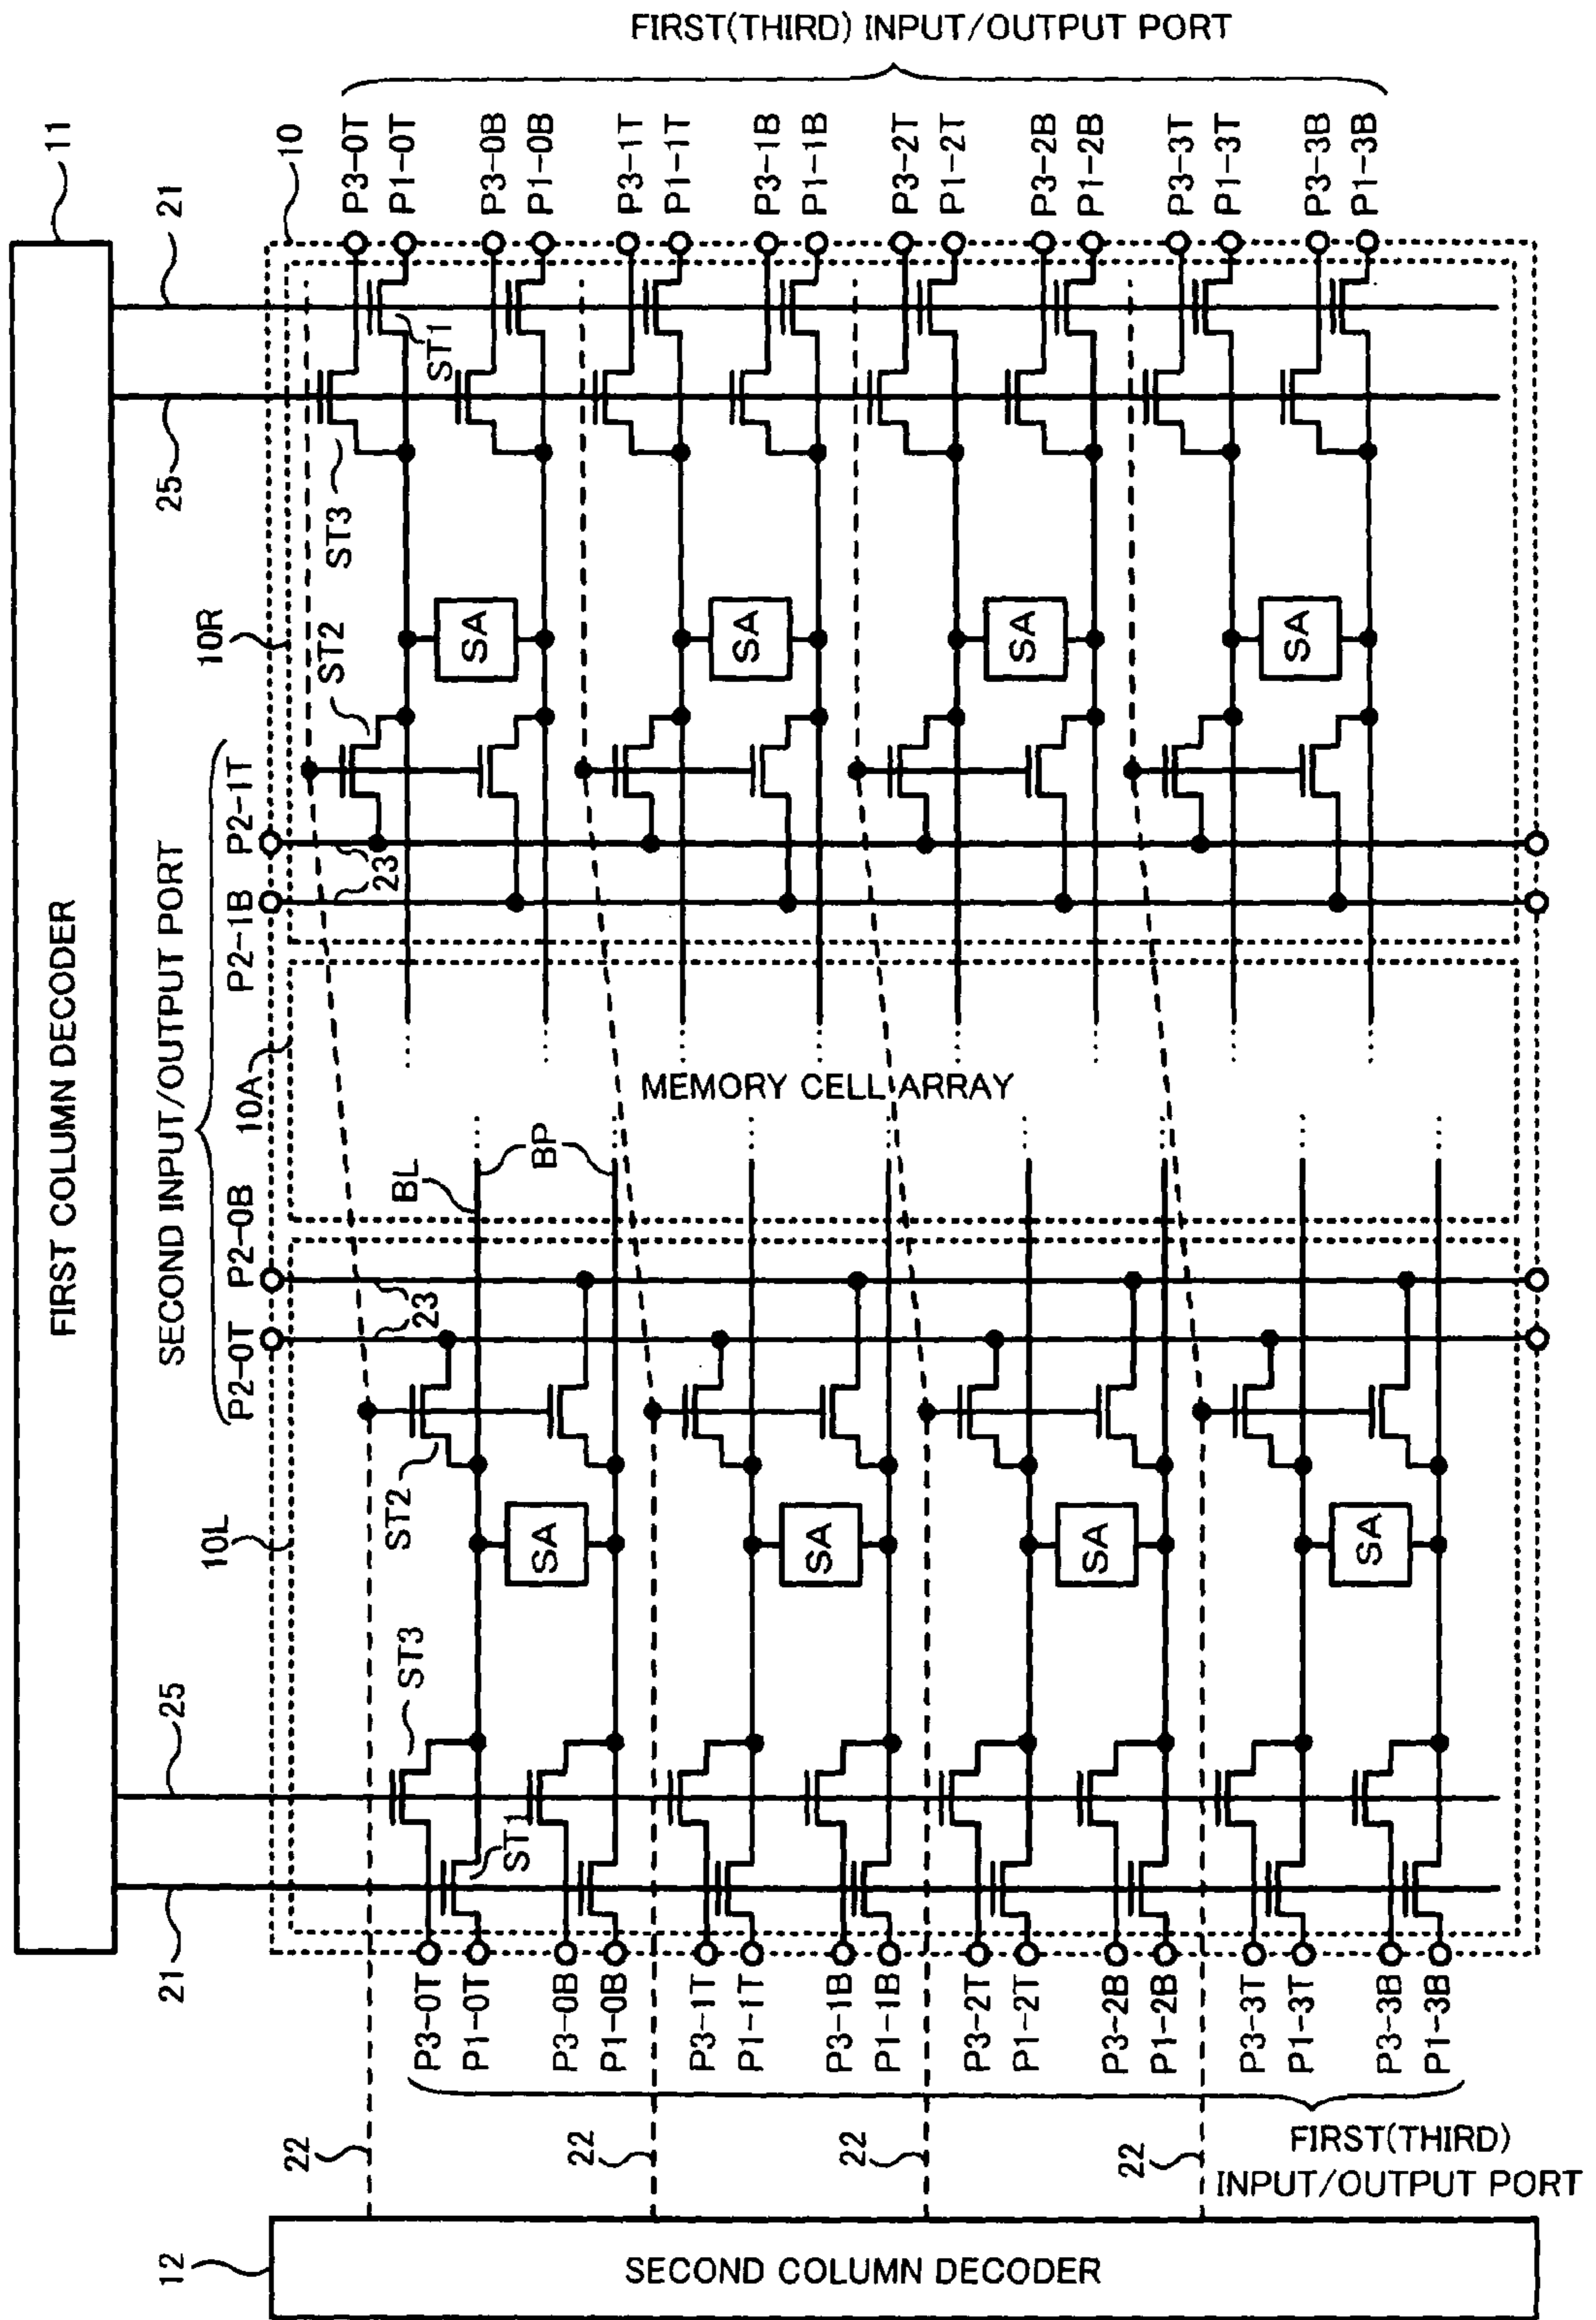 FIRST(THIRD) INPUT/OUTPUT PORT
11
FIRST COLUMN DECODER
21
25
25
21
10
P3-0T
P1-0T
P3-0B
P1-0B
P3-1T
P1-1T
P3-1B
P1-1B
P3-2T
P1-2T
P3-2B
P1-2B
P3-3T
P1-3T
P3-3B
P1-3B
ST1
ST3
10R
ST2
SA
SA
SA
SA
SECOND INPUT/OUTPUT PORT
P2-1T
P2-1B
P2-0B
P2-0T
23
10A
MEMORY CELL ARRAY
BL
BP
23
10L
ST2
SA
SA
SA
SA
ST3
ST1
P3-0T
P1-0T
P3-0B
P1-0B
P3-1T
P1-1T
P3-1B
P1-1B
P3-2T
P1-2T
P3-2B
P1-2B
P3-3T
P1-3T
P3-3B
P1-3B
22
22
22
22
FIRST(THIRD)
INPUT/OUTPUT PORT
12
SECOND COLUMN DECODER